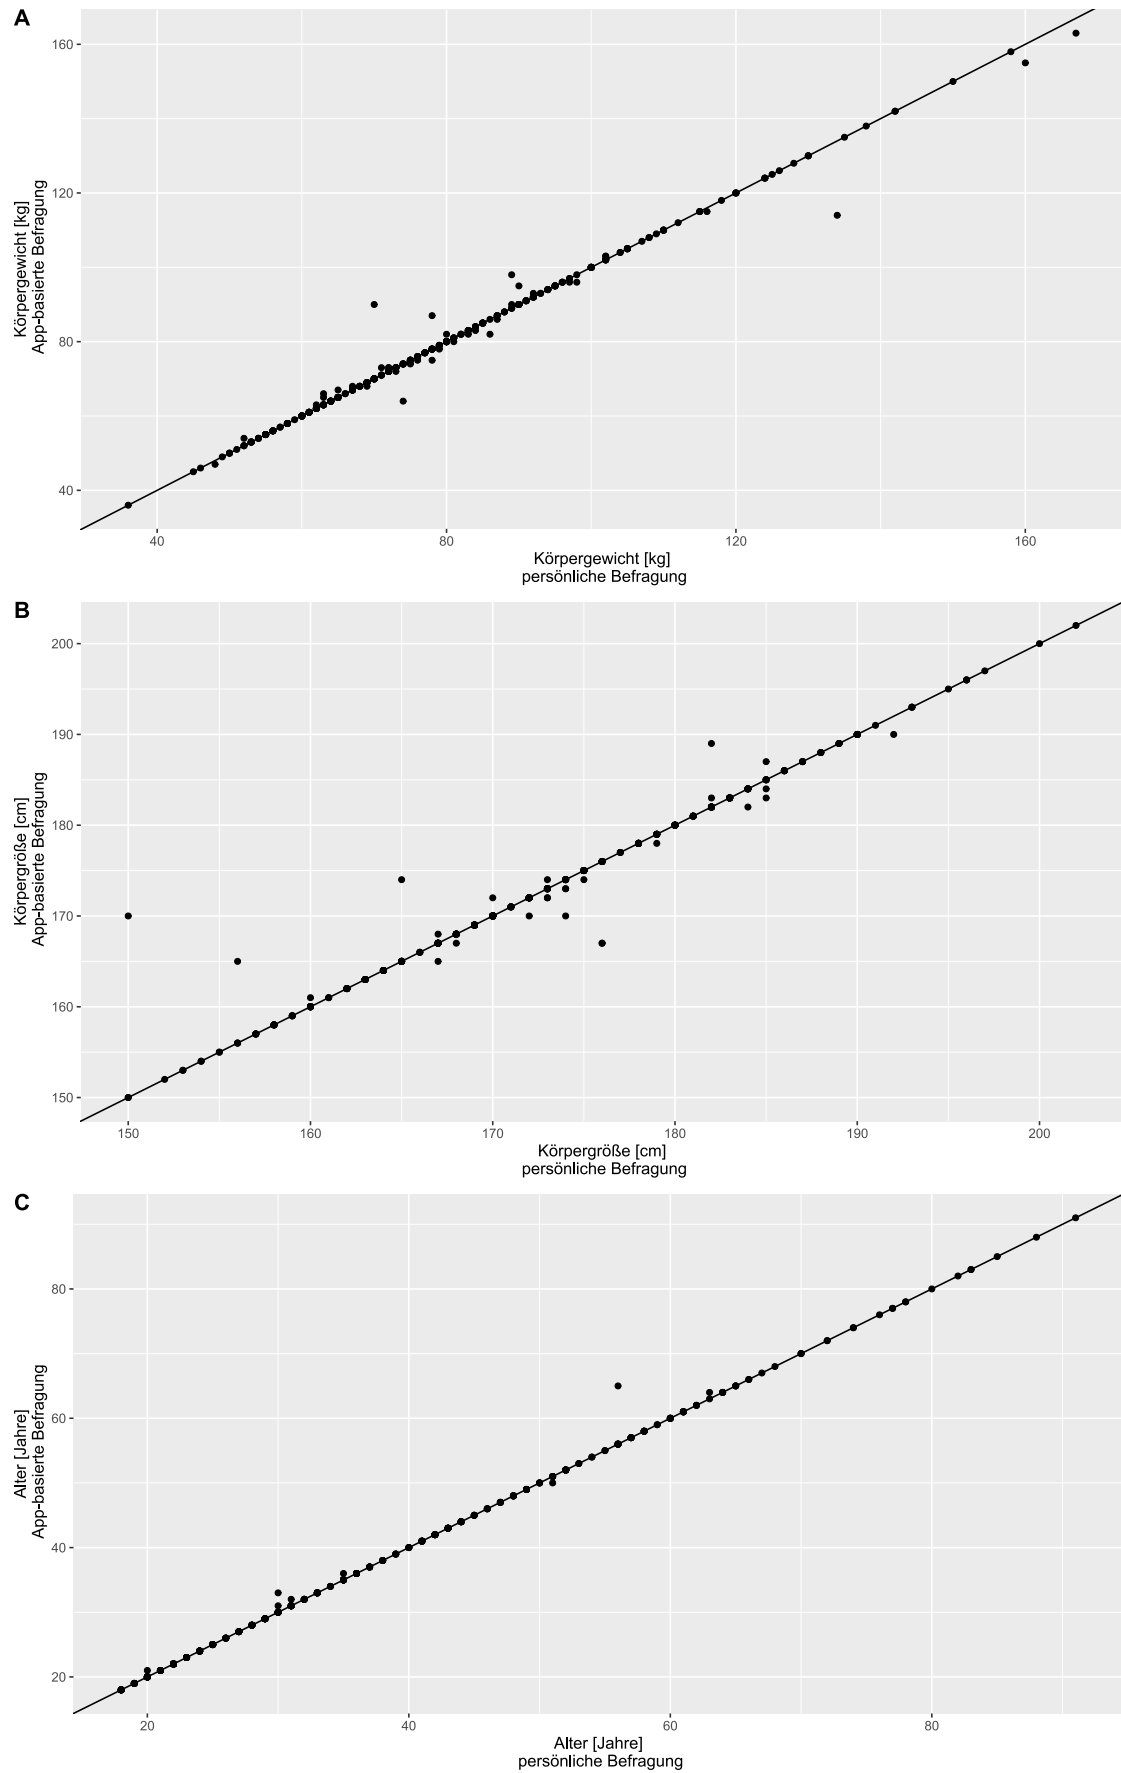 A
Körpergewicht [kg]
App-basierte Befragung
160
120
80
40
40 80 120 160
Körpergewicht [kg]
persönliche Befragung
B
Körpergröße [cm]
App-basierte Befragung
200
190
180
170
160
150
150 160 170 180 190 200
Körpergröße [cm]
persönliche Befragung
C
Alter [Jahre]
App-basierte Befragung
80
60
40
20
20 40 60 80
Alter [Jahre]
persönliche Befragung